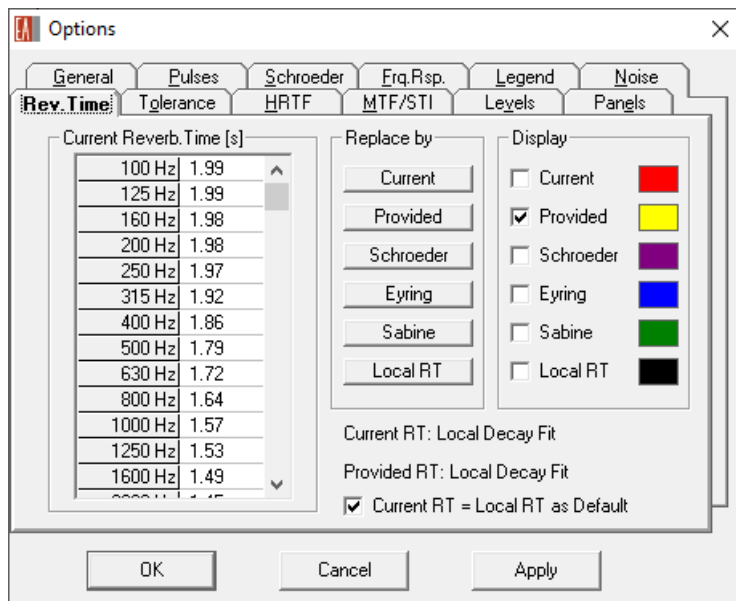 EA Options
General Pulses Schroeder Frq.Rsp. Legend Noise
Rev.Time Tolerance HRTF MTF/STI Levels Panels
Current Reverb.Time [s]
100 Hz 1.99
125 Hz 1.99
160 Hz 1.98
200 Hz 1.98
250 Hz 1.97
315 Hz 1.92
400 Hz 1.86
500 Hz 1.79
630 Hz 1.72
800 Hz 1.64
1000 Hz 1.57
1250 Hz 1.53
1600 Hz 1.49
Replace by
Current
Provided
Schroeder
Eyring
Sabine
Local RT
Display
Current
Provided
Schroeder
Eyring
Sabine
Local RT
Current RT: Local Decay Fit
Provided RT: Local Decay Fit
Current RT = Local RT as Default
OK Cancel Apply